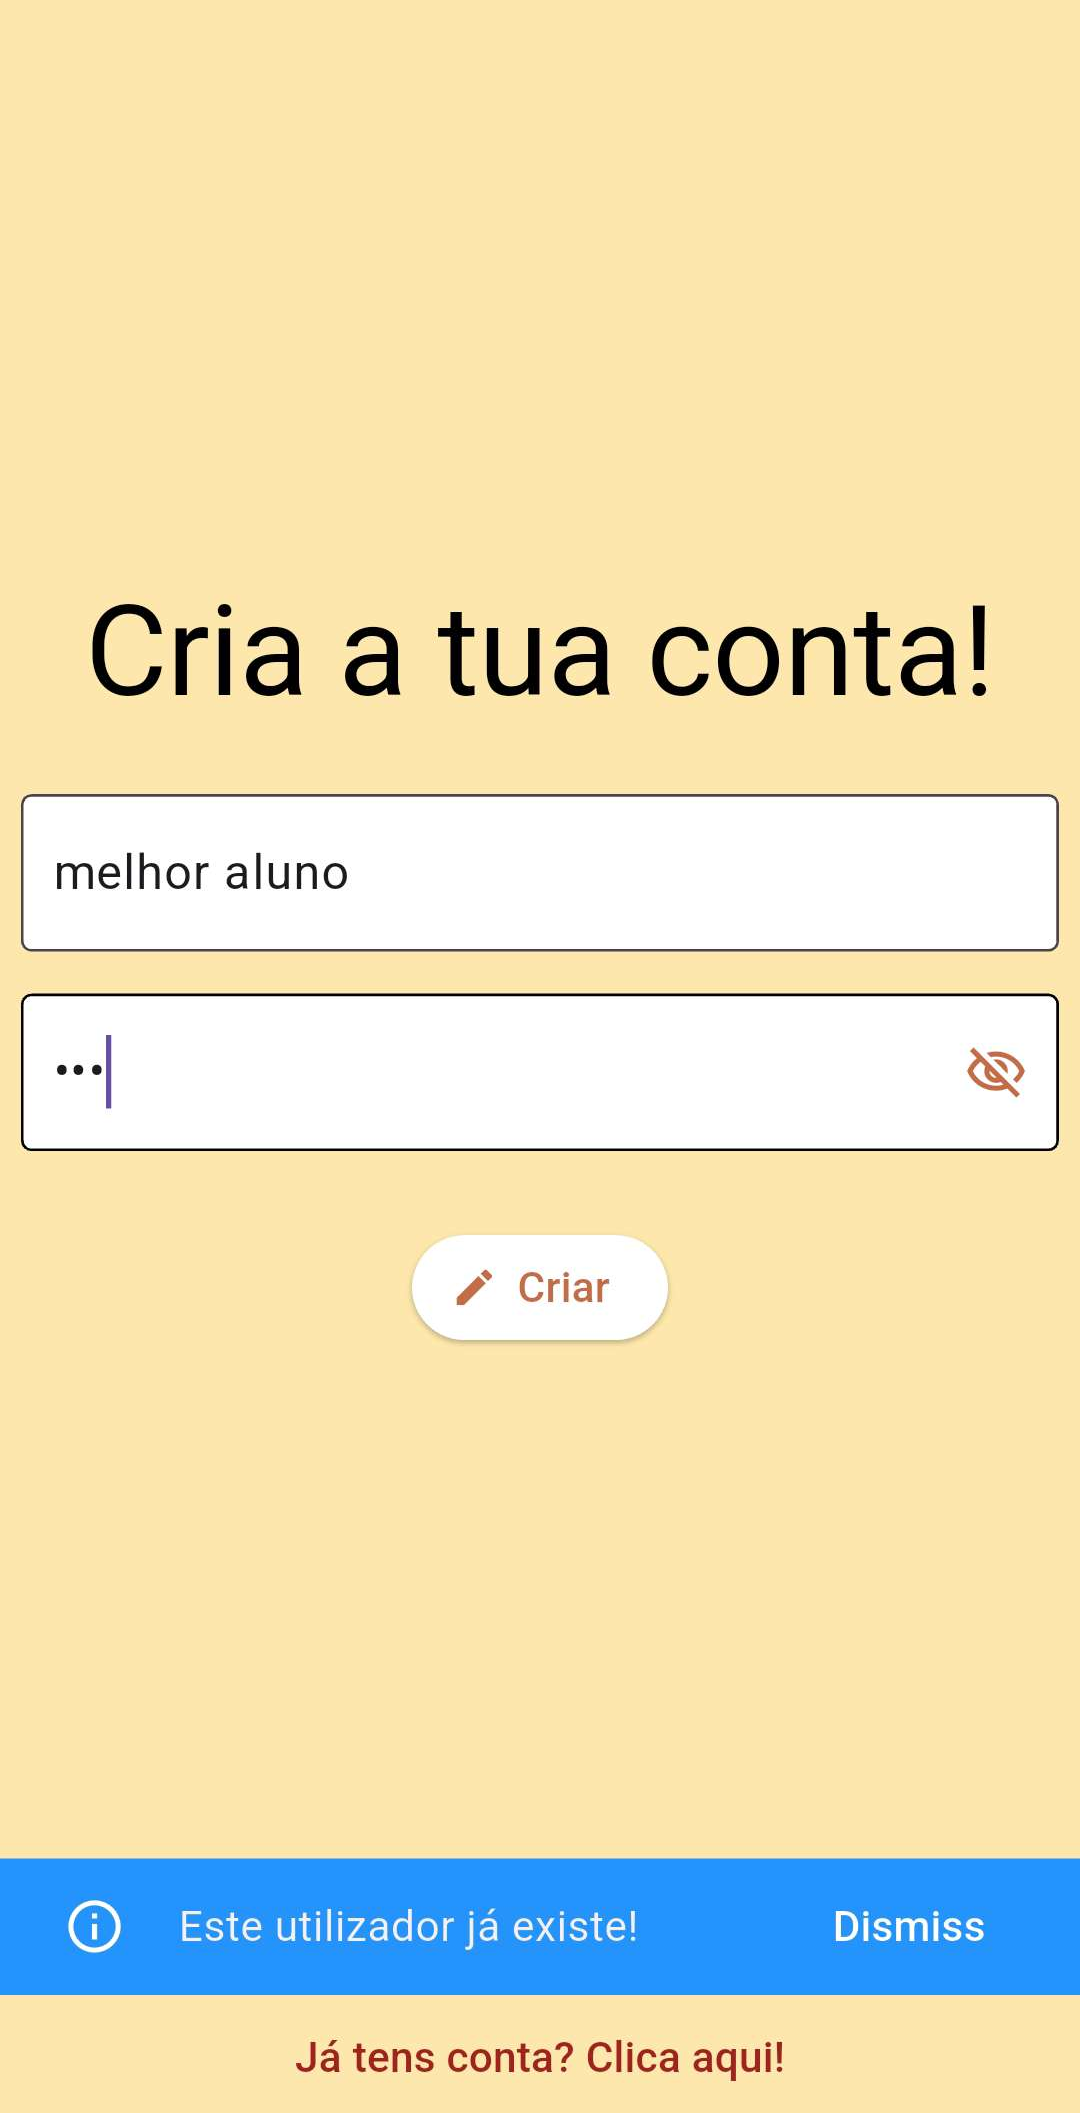 Cria a tua conta!
melhor aluno
•••
Criar
Este utilizador já existe!
Dismiss
Já tens conta? Clica aqui!